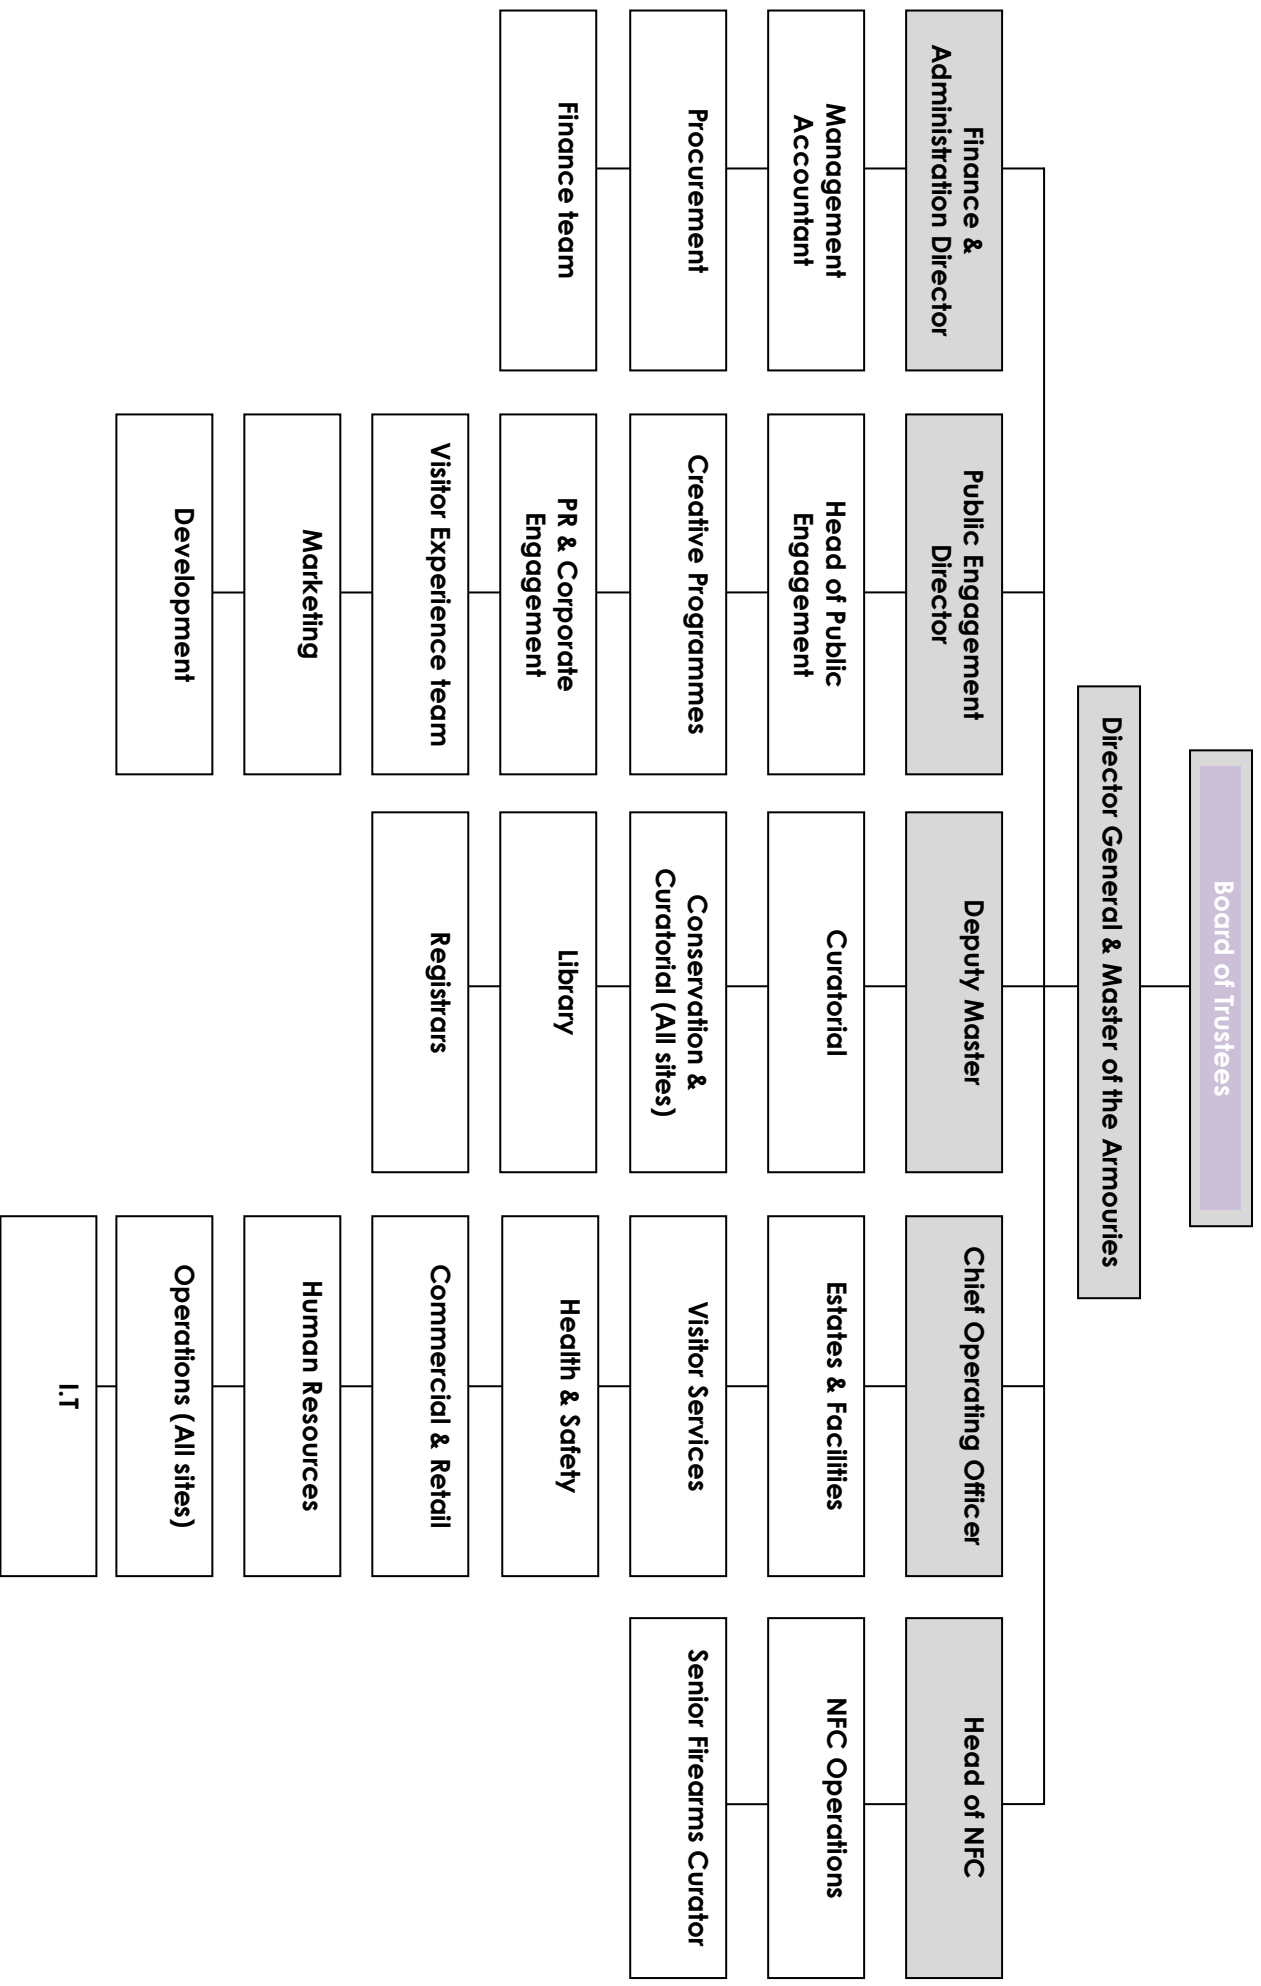 Board of Trustees
Director General & Master of the Armouries
Finance &
Administration Director
Management
Accountant
Procurement
Finance team
Public Engagement
Director
Head of Public
Engagement
Creative Programmes
PR & Corporate
Engagement
Visitor Experience team
Marketing
Development
Deputy Master
Curatorial
Conservation &
Curatorial (All sites)
Library
Registrars
Chief Operating Officer
Estates & Facilities
Visitor Services
Health & Safety
Commercial & Retail
Human Resources
Operations (All sites)
I.T
Head of NFC
NFC Operations
Senior Firearms Curator